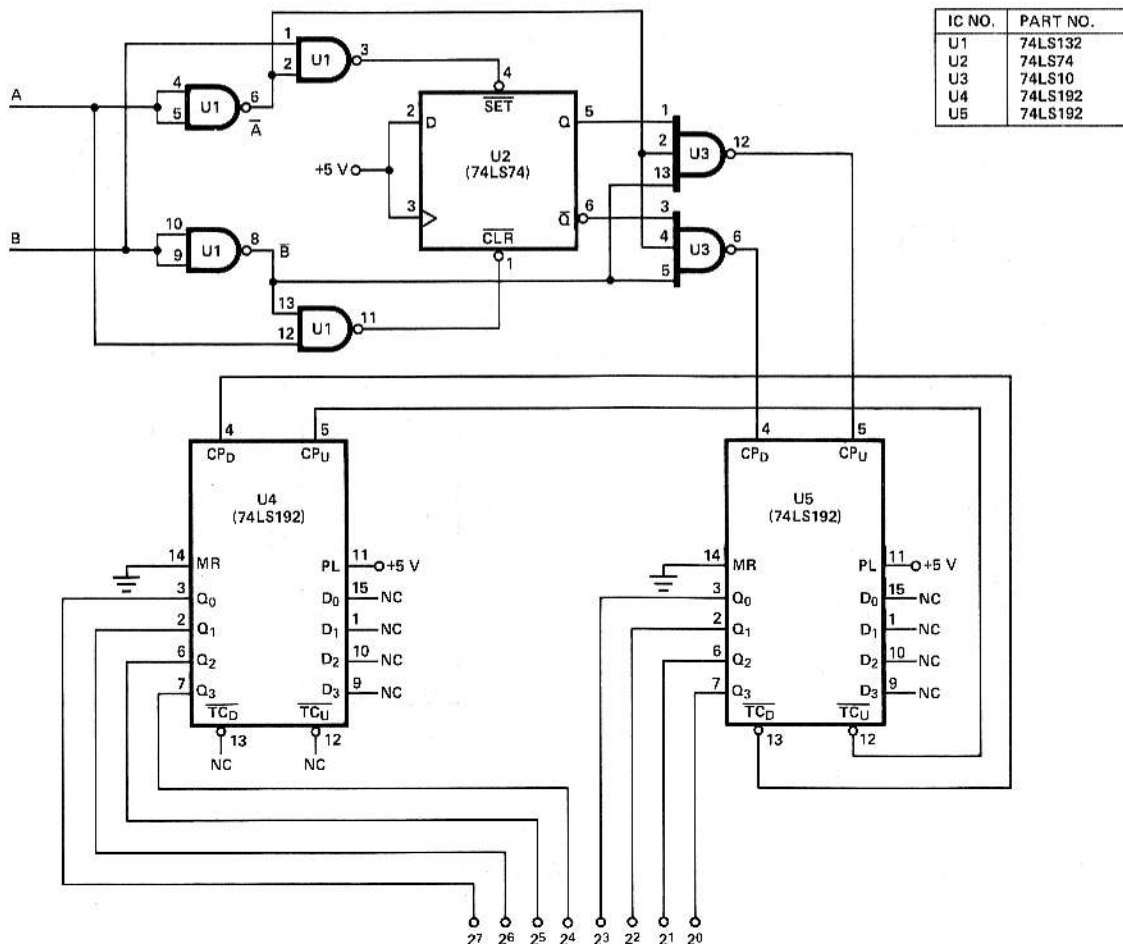 IC NO. PART NO.
U1 74LS132
U2 74LS74
U3 74LS10
U4 74LS192
U5 74LS192
1
2
U1
3
A
4
5
U1
6
A̅
4
S̅E̅T̅
2 D
Q 5
U2
(74LS74)
+5 V
3
Q̅ 6
C̅L̅R̅
1
1
2
13
U3
12
3
4
5
U3
6
B
10
9
U1
8
B̅
13
12
U1
11
4 5
CPD CPU
U4
(74LS192)
14 MR
PL 11 +5 V
3 Q0
D0 15 NC
2 Q1
D1 1 NC
6 Q2
D2 10 NC
7 Q3
D3 9 NC
T̅C̅D̅ T̅C̅U̅
13 12
NC NC
4 5
CPD CPU
U5
(74LS192)
14 MR
PL 11 +5 V
3 Q0
D0 15 NC
2 Q1
D1 1 NC
6 Q2
D2 10 NC
7 Q3
D3 9 NC
T̅C̅D̅ T̅C̅U̅
13 12
2⁷ 2⁶ 2⁵ 2⁴ 2³ 2² 2¹ 2⁰